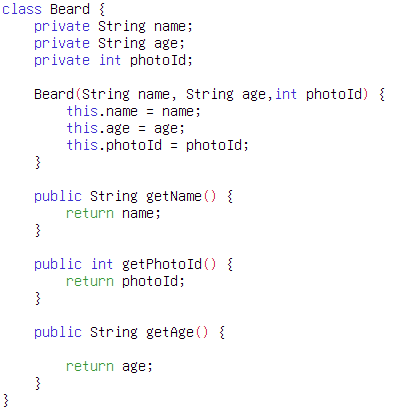 class Beard {
    private String name;
    private String age;
    private int photoId;

    Beard(String name, String age,int photoId) {
        this.name = name;
        this.age = age;
        this.photoId = photoId;
    }

    public String getName() {
        return name;
    }

    public int getPhotoId() {
        return photoId;
    }

    public String getAge() {

        return age;
    }
}